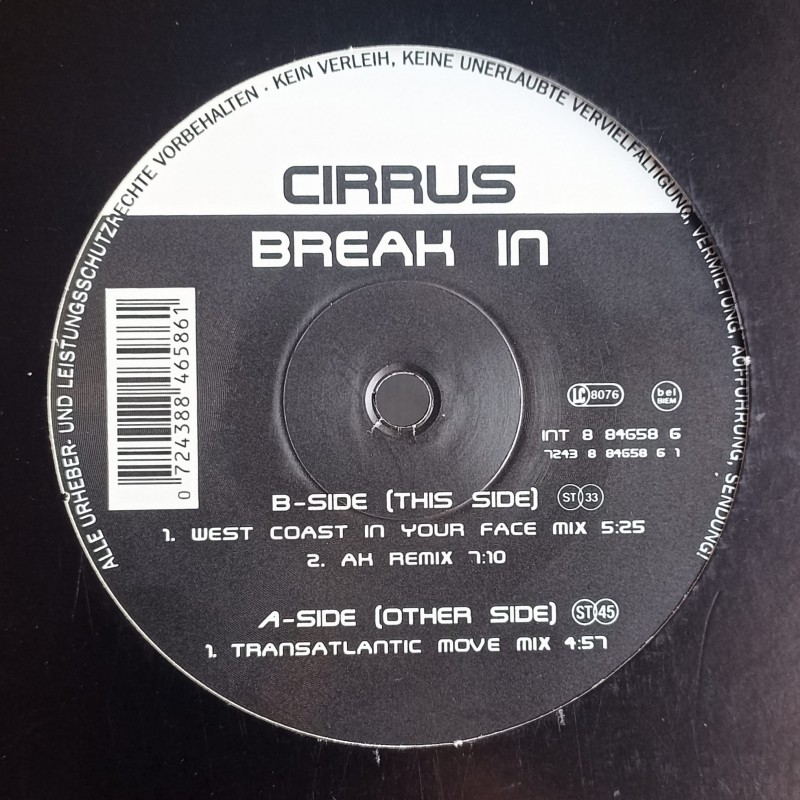 ALLE URHEBER- UND LEISTUNGSSCHUTZRECHTE VORBEHALTEN · KEIN VERLEIH, KEINE UNERLAUBTE VERVIELFÄLTIGUNG, VERMIETUNG, AUFFÜHRUNG, SENDUNG!
CIRRUS
BREAK IN
0 724388 465861
LC 8076
bel
BIEM
INT 8 84658 6
7243 8 84658 6 1
B-SIDE (THIS SIDE) ST 33
1. WEST COAST IN YOUR FACE MIX 5:25
2. AK REMIX 7:10
A-SIDE (OTHER SIDE) ST 45
1. TRANSATLANTIC MOVE MIX 4:57